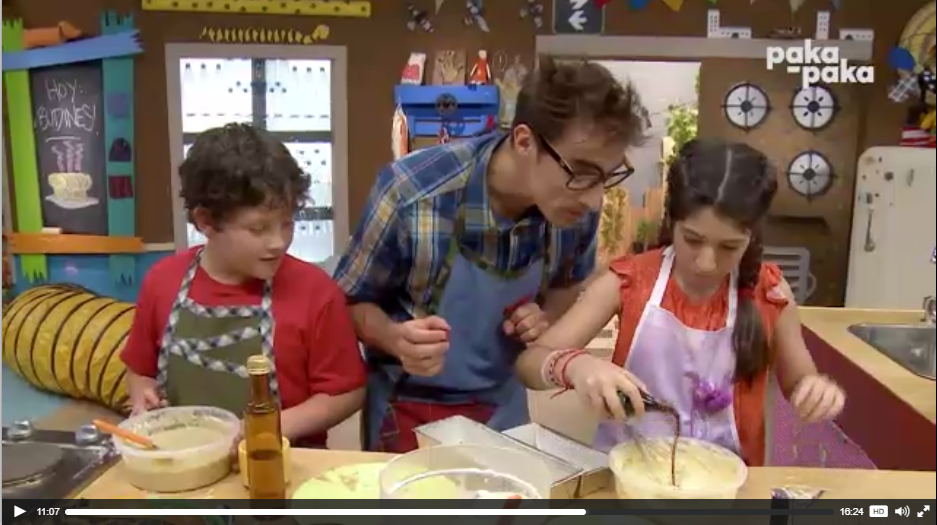 paka
-paka
HOY:
BUDINES!
11:07
16:24
HD